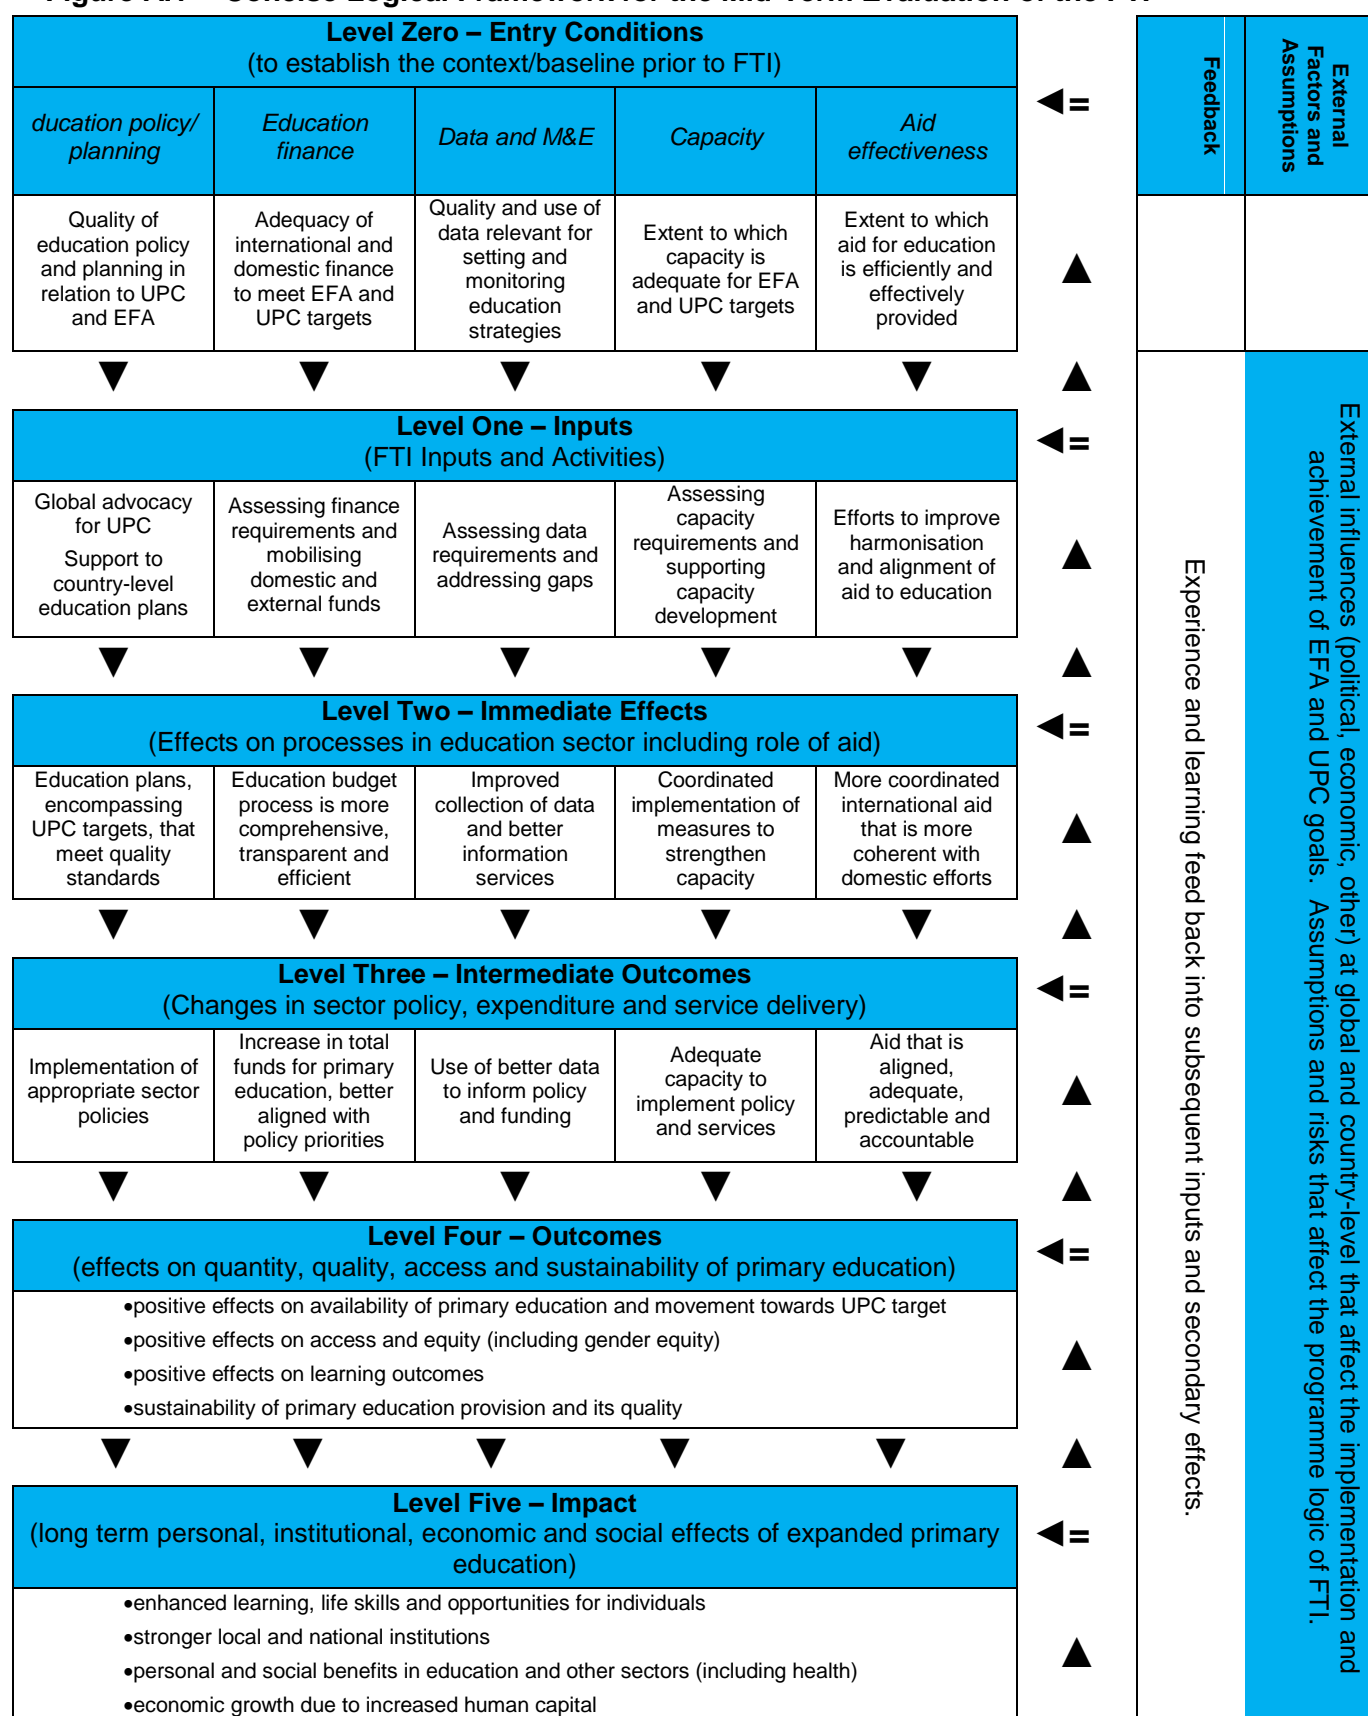 Level Zero – Entry Conditions
(to establish the context/baseline prior to FTI)
ducation policy/
planning
Education
finance
Data and M&E
Capacity
Aid
effectiveness
Quality of
education policy
and planning in
relation to UPC
and EFA
Adequacy of
international and
domestic finance
to meet EFA and
UPC targets
Quality and use of
data relevant for
setting and
monitoring
education
strategies
Extent to which
capacity is
adequate for EFA
and UPC targets
Extent to which
aid for education
is efficiently and
effectively
provided
Level One – Inputs
(FTI Inputs and Activities)
Global advocacy
for UPC
Support to
country-level
education plans
Assessing finance
requirements and
mobilising
domestic and
external funds
Assessing data
requirements and
addressing gaps
Assessing
capacity
requirements and
supporting
capacity
development
Efforts to improve
harmonisation
and alignment of
aid to education
Level Two – Immediate Effects
(Effects on processes in education sector including role of aid)
Education plans,
encompassing
UPC targets, that
meet quality
standards
Education budget
process is more
comprehensive,
transparent and
efficient
Improved
collection of data
and better
information
services
Coordinated
implementation of
measures to
strengthen
capacity
More coordinated
international aid
that is more
coherent with
domestic efforts
Level Three – Intermediate Outcomes
(Changes in sector policy, expenditure and service delivery)
Implementation of
appropriate sector
policies
Increase in total
funds for primary
education, better
aligned with
policy priorities
Use of better data
to inform policy
and funding
Adequate
capacity to
implement policy
and services
Aid that is
aligned,
adequate,
predictable and
accountable
Level Four – Outcomes
(effects on quantity, quality, access and sustainability of primary education)
•positive effects on availability of primary education and movement towards UPC target
•positive effects on access and equity (including gender equity)
•positive effects on learning outcomes
•sustainability of primary education provision and its quality
Level Five – Impact
(long term personal, institutional, economic and social effects of expanded primary
education)
•enhanced learning, life skills and opportunities for individuals
•stronger local and national institutions
•personal and social benefits in education and other sectors (including health)
•economic growth due to increased human capital
Feedback
Experience and learning feed back into subsequent inputs and secondary effects.
External
Factors and
Assumptions
External influences (political, economic, other) at global and country-level that affect the implementation and
achievement of EFA and UPC goals. Assumptions and risks that affect the programme logic of FTI.